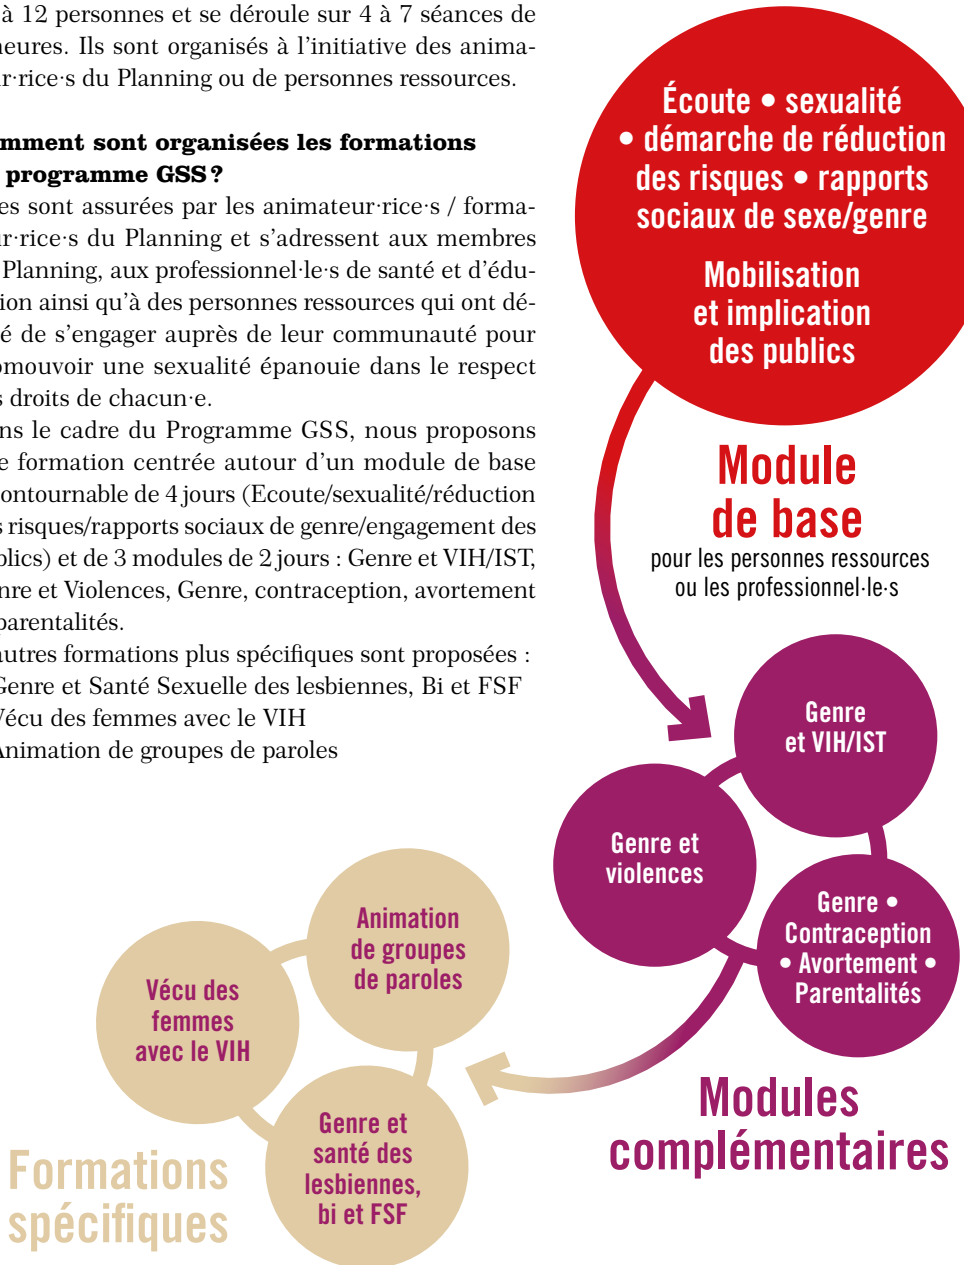 à 12 personnes et se déroule sur 4 à 7 séances de
eures. Ils sont organisés à l’initiative des anima-
r·rice·s du Planning ou de personnes ressources.
mment sont organisées les formations
programme GSS ?
es sont assurées par les animateur·rice·s / forma-
r·rice·s du Planning et s’adressent aux membres
Planning, aux professionnel·le·s de santé et d’édu-
ion ainsi qu’à des personnes ressources qui ont dé-
é de s’engager auprès de leur communauté pour
omouvoir une sexualité épanouie dans le respect
s droits de chacun·e.
ns le cadre du Programme GSS, nous proposons
e formation centrée autour d’un module de base
ontournable de 4 jours (Ecoute/sexualité/réduction
s risques/rapports sociaux de genre/engagement des
blics) et de 3 modules de 2 jours : Genre et VIH/IST,
nre et Violences, Genre, contraception, avortement
parentalités.
autres formations plus spécifiques sont proposées :
Genre et Santé Sexuelle des lesbiennes, Bi et FSF
Vécu des femmes avec le VIH
Animation de groupes de paroles
Écoute • sexualité
• démarche de réduction
des risques • rapports
sociaux de sexe/genre
Mobilisation
et implication
des publics
Module
de base
pour les personnes ressources
ou les professionnel·le·s
Genre
et VIH/IST
Genre et
violences
Genre •
Contraception
• Avortement •
Parentalités
Modules
complémentaires
Animation
de groupes
de paroles
Vécu des
femmes
avec le VIH
Genre et
santé des
lesbiennes,
bi et FSF
Formations
spécifiques